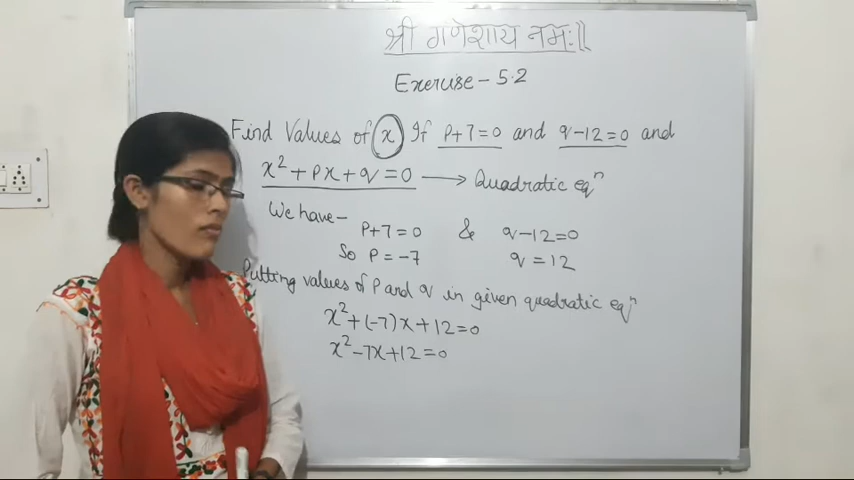 श्री गणेशाय नमः॥
Exercise - 5.2
Find Values of x If P+7=0 and q-12=0 and
x² + Px + q = 0 → Quadratic eqⁿ
We have-
P+7=0 & q-12=0
So P = -7 q = 12
Putting values of P and q in given quadratic eqⁿ
x² + (-7)x + 12 = 0
x² - 7x + 12 = 0